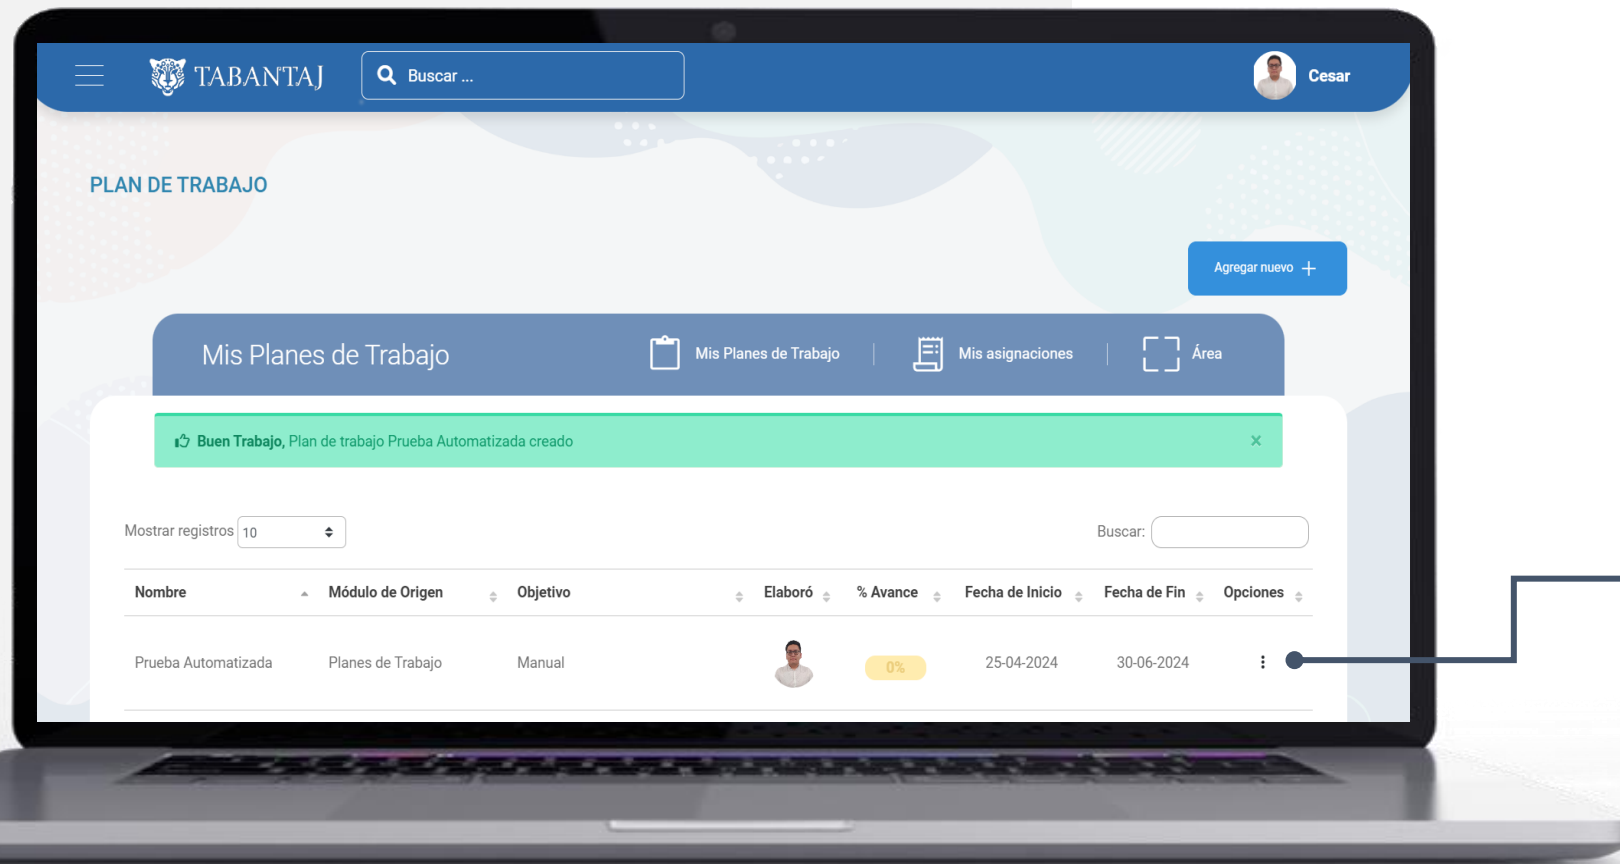 TABANTAJ
Buscar ...
Cesar
PLAN DE TRABAJO
Agregar nuevo +
Mis Planes de Trabajo
Mis Planes de Trabajo
Mis asignaciones
Área
Buen Trabajo, Plan de trabajo Prueba Automatizada creado ×
Mostrar registros 10
Buscar:
Nombre Módulo de Origen Objetivo Elaboró % Avance Fecha de Inicio Fecha de Fin Opciones
Prueba Automatizada Planes de Trabajo Manual 0% 25-04-2024 30-06-2024